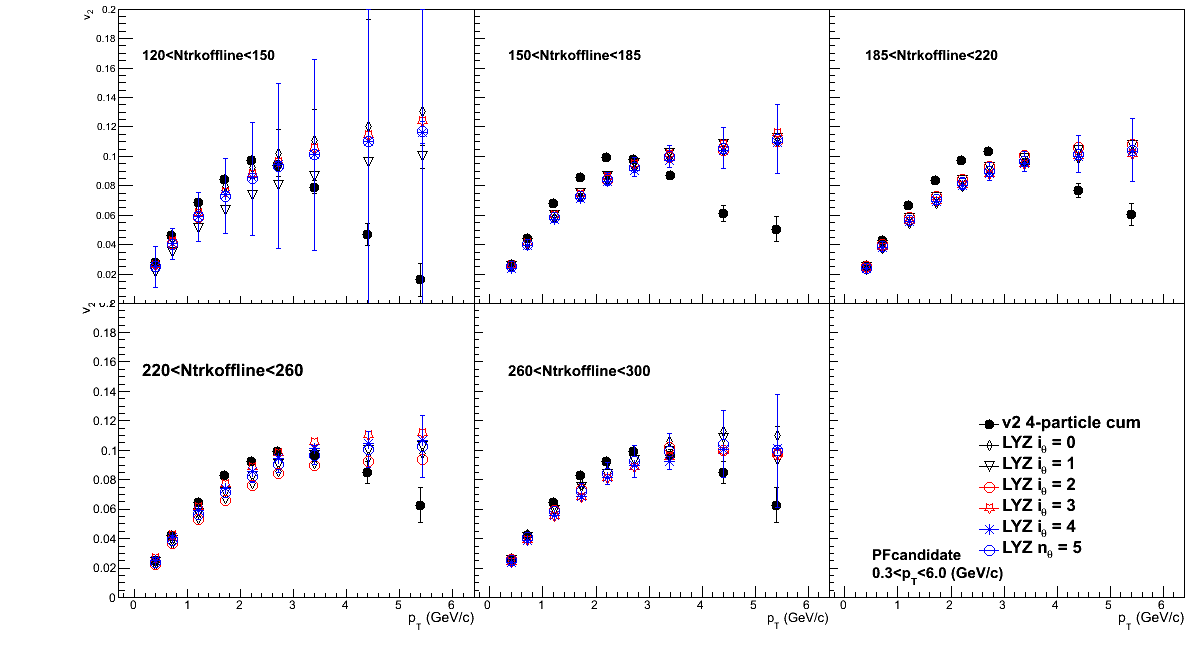 v2
0.2
0.18
0.16
0.14
0.12
0.1
0.08
0.06
0.04
0.02
120<Ntrkoffline<150
150<Ntrkoffline<185
185<Ntrkoffline<220
v2
0.18
0.16
0.14
0.12
0.1
0.08
0.06
0.04
0.02
0
220<Ntrkoffline<260
260<Ntrkoffline<300
v2 4-particle cum
LYZ iθ = 0
LYZ iθ = 1
LYZ iθ = 2
LYZ iθ = 3
LYZ iθ = 4
LYZ nθ = 5
PFcandidate
0.3<pT<6.0 (GeV/c)
0 1 2 3 4 5 6
pT (GeV/c)
0 1 2 3 4 5 6
pT (GeV/c)
0 1 2 3 4 5 6
pT (GeV/c)